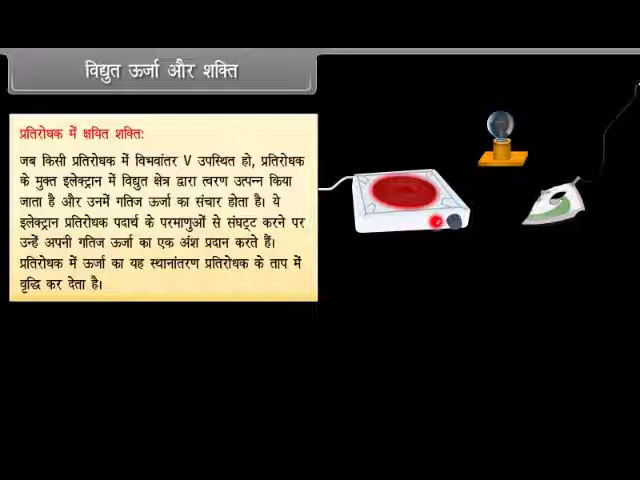 विद्युत ऊर्जा और शक्ति
प्रतिरोधक में क्षयित शक्ति:
जब किसी प्रतिरोधक में विभवांतर V उपस्थित हो, प्रतिरोधक
के मुक्त इलेक्ट्रान में विद्युत क्षेत्र द्वारा त्वरण उत्पन्न किया
जाता है और उनमें गतिज ऊर्जा का संचार होता है। ये
इलेक्ट्रान प्रतिरोधक पदार्थ के परमाणुओं से संघट्ट करने पर
उन्हें अपनी गतिज ऊर्जा का एक अंश प्रदान करते हैं।
प्रतिरोधक में ऊर्जा का यह स्थानांतरण प्रतिरोधक के ताप में
वृद्धि कर देता है।